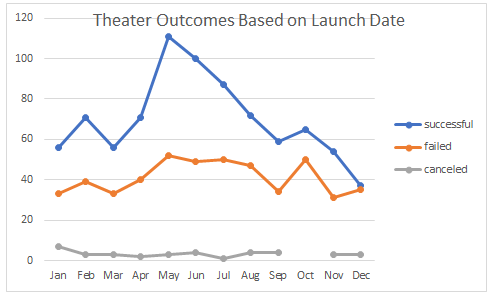 Theater Outcomes Based on Launch Date
120
100
80
60
40
20
0
Jan Feb Mar Apr May Jun Jul Aug Sep Oct Nov Dec
successful
failed
canceled